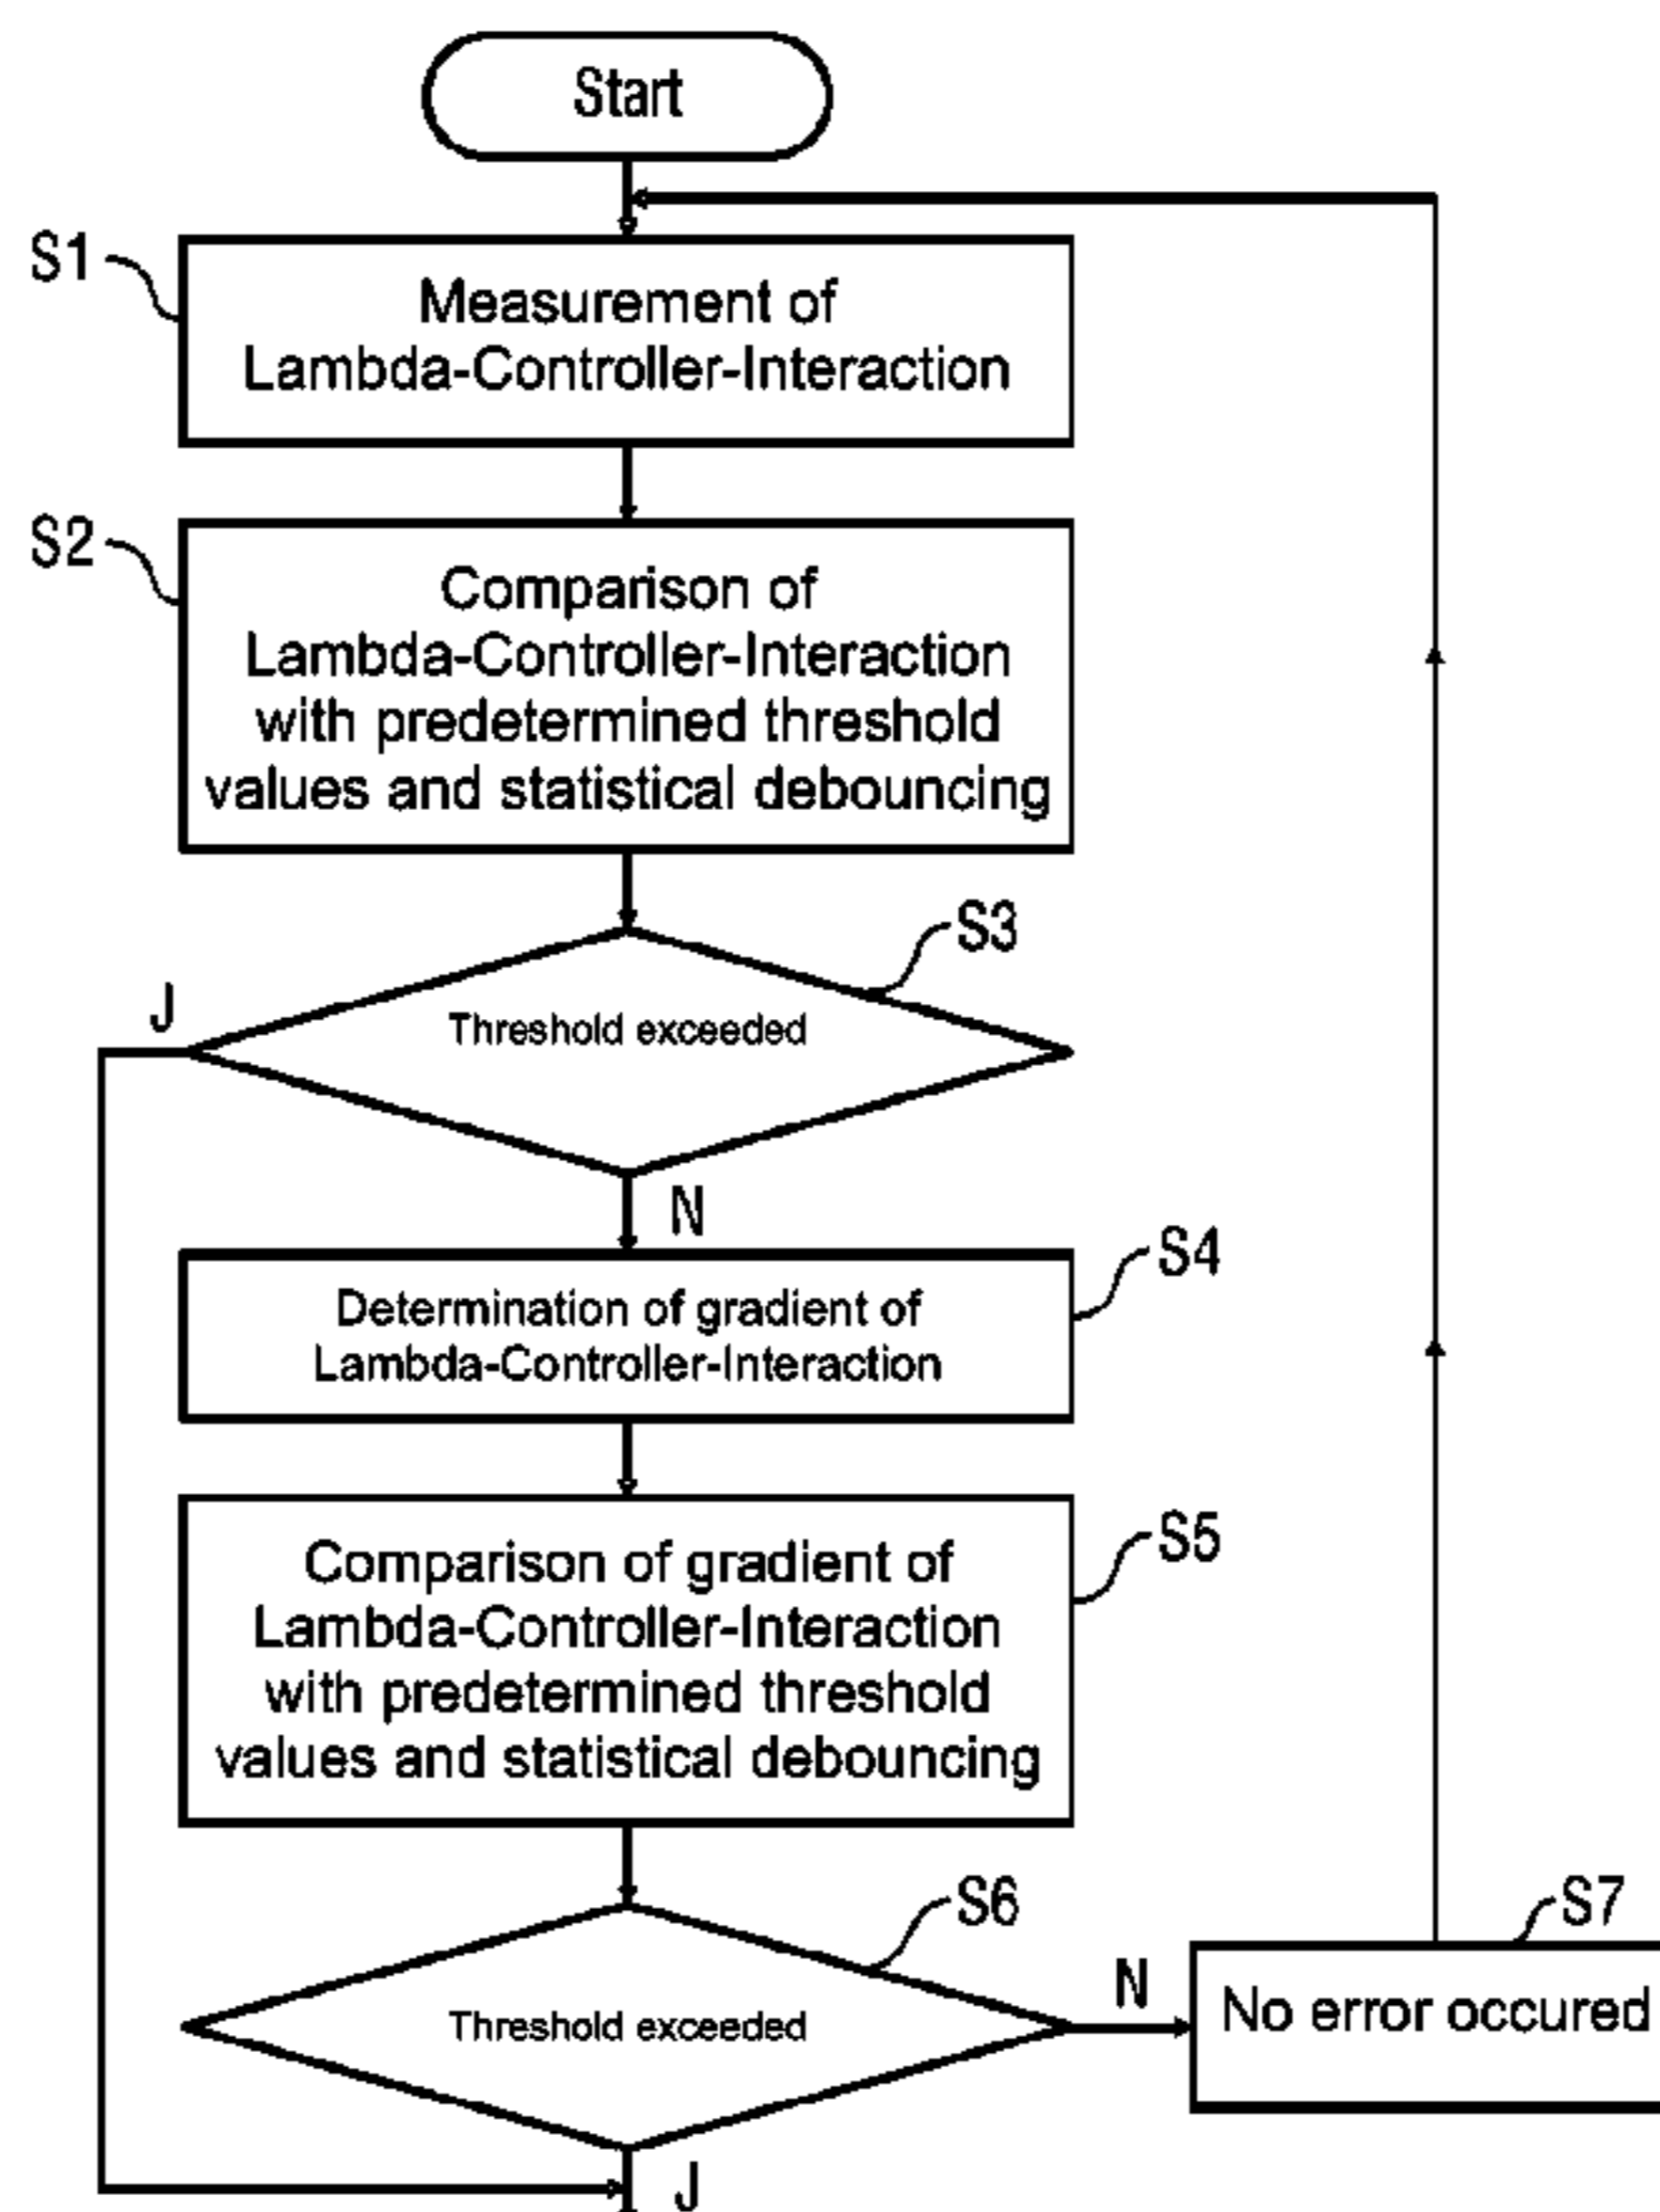 Start
S1
Measurement of
Lambda-Controller-Interaction
S2
Comparison of
Lambda-Controller-Interaction
with predetermined threshold
values and statistical debouncing
S3
J
Threshold exceeded
N
S4
Determination of gradient of
Lambda-Controller-Interaction
S5
Comparison of gradient of
Lambda-Controller-Interaction
with predetermined threshold
values and statistical debouncing
S6
S7
Threshold exceeded
N
No error occured
J